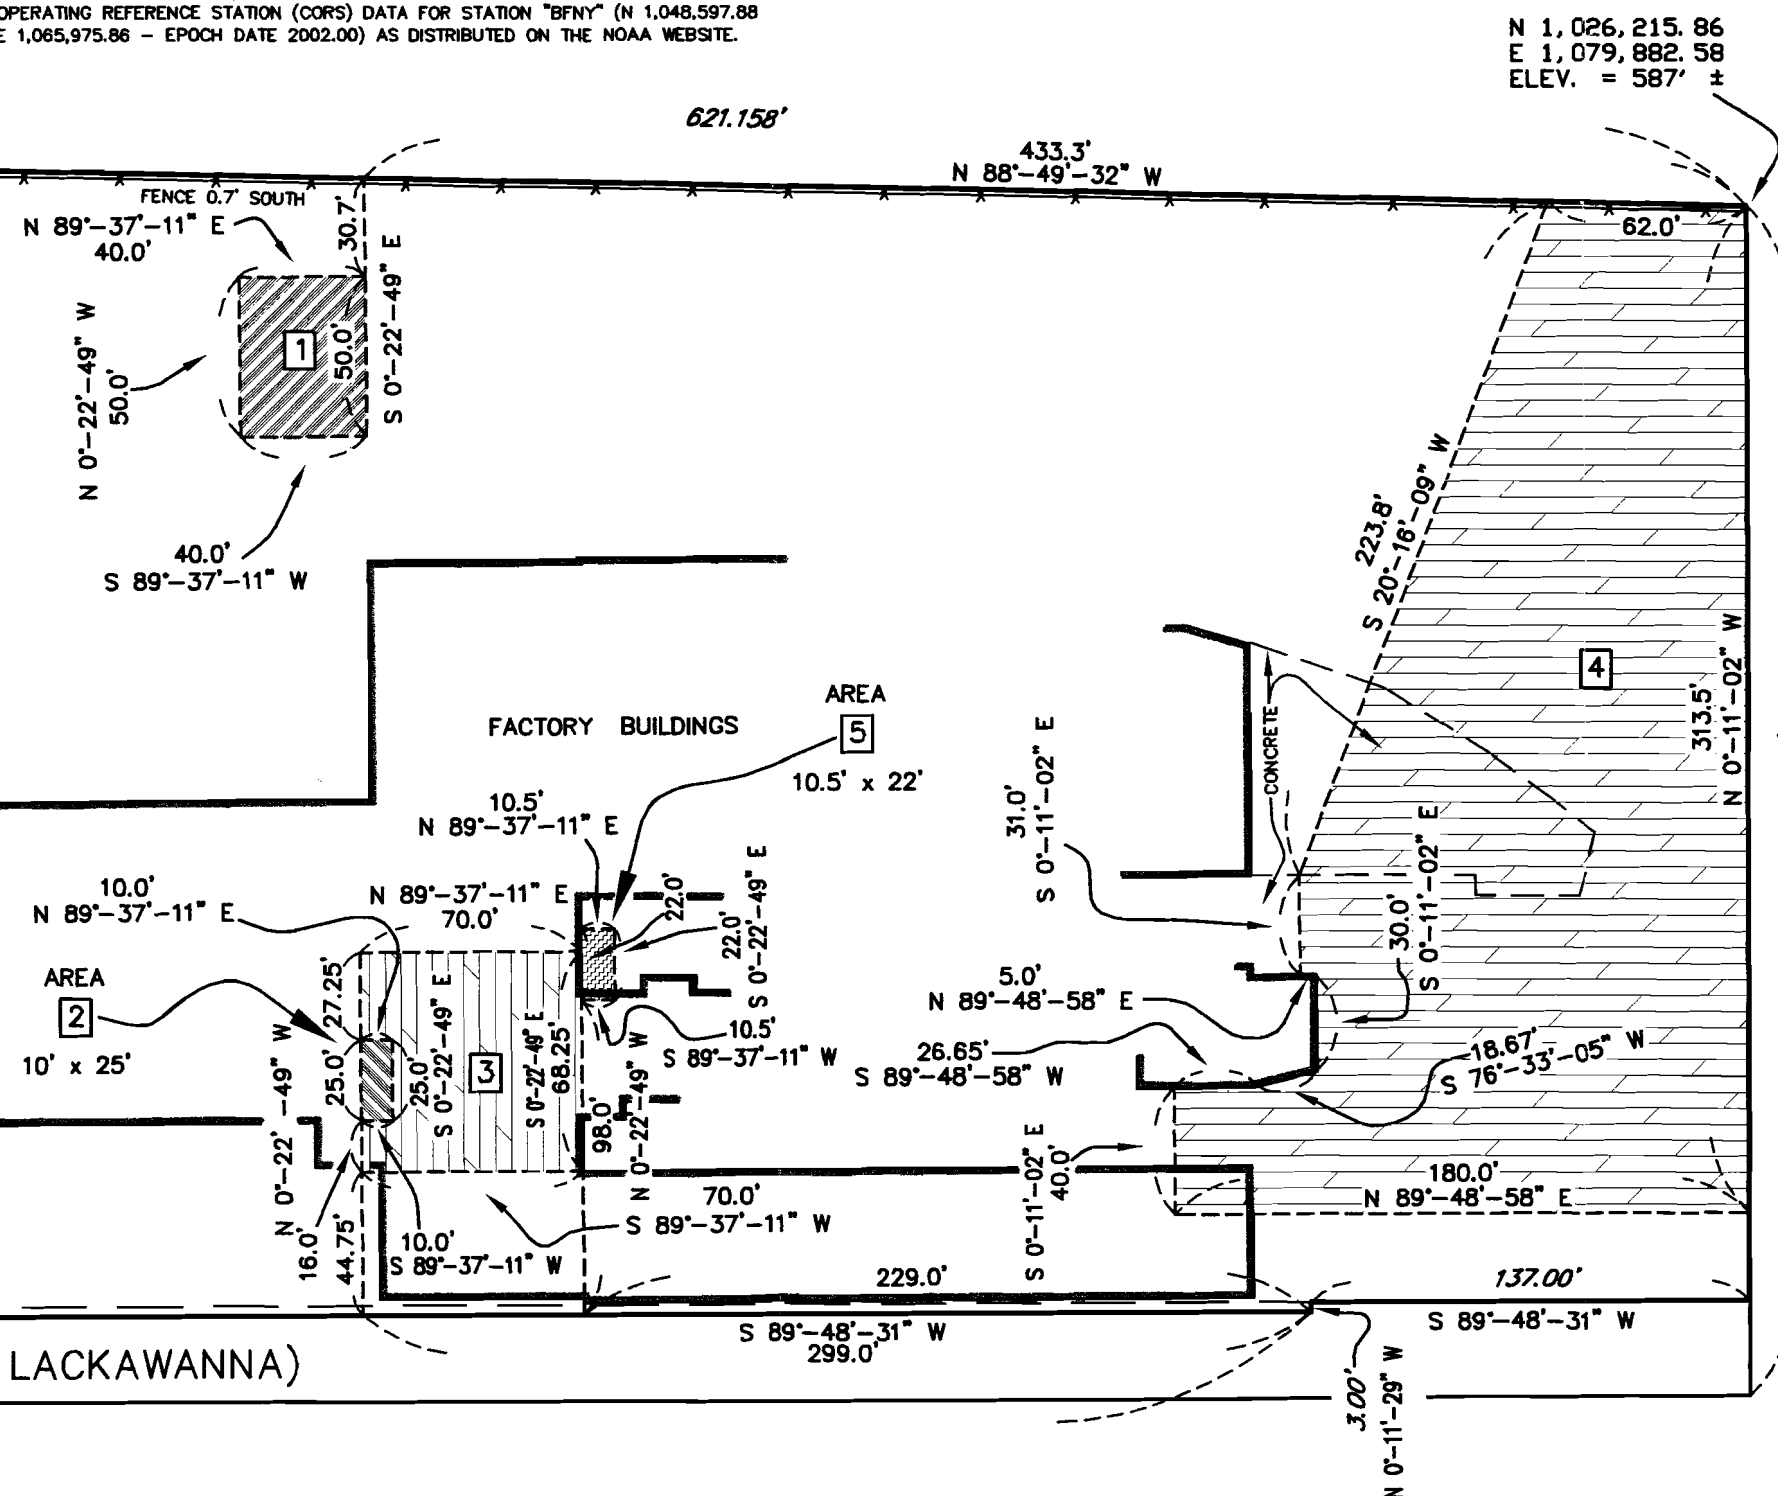 OPERATING REFERENCE STATION (CORS) DATA FOR STATION "BFNY" (N 1,048,597.88
E 1,065,975.86 – EPOCH DATE 2002.00) AS DISTRIBUTED ON THE NOAA WEBSITE.
N 1,026,215.86
E 1,079,882.58
ELEV. = 587' ±
621.158'
433.3'
N 88°-49'-32" W
62.0'
FENCE 0.7' SOUTH
N 89°-37'-11" E
40.0'
30.7'
S 0°-22'-49" E
50.0'
1
N 0°-22'-49" W
50.0'
40.0'
S 89°-37'-11" W
223.8'
S 20°-16'-09" W
4
313.5'
N 0°-11'-02" W
FACTORY BUILDINGS
AREA
5
10.5' x 22'
CONCRETE
31.0'
S 0°-11'-02" E
10.5'
N 89°-37'-11" E
10.0'
N 89°-37'-11" E
N 89°-37'-11" E
70.0'
22.0'
22.0'
S 0°-22'-49" E
30.0'
S 0°-11'-02" E
AREA
2
10' x 25'
27.25'
25.0'
N 0°-22'-49" W
25.0'
S 0°-22'-49" E
3
S 0°-22'-49" E
68.25'
98.0'
N 0°-22'-49" W
10.5'
S 89°-37'-11" W
5.0'
N 89°-48'-58" E
26.65'
S 89°-48'-58" W
18.67'
S 76°-33'-05" W
S 0°-11'-02" E
40.0'
180.0'
N 89°-48'-58" E
70.0'
S 89°-37'-11" W
16.0'
44.75'
10.0'
S 89°-37'-11" W
229.0'
137.00'
S 89°-48'-31" W
299.0'
S 89°-48'-31" W
3.00'
N 0°-11'-29" W
LACKAWANNA)